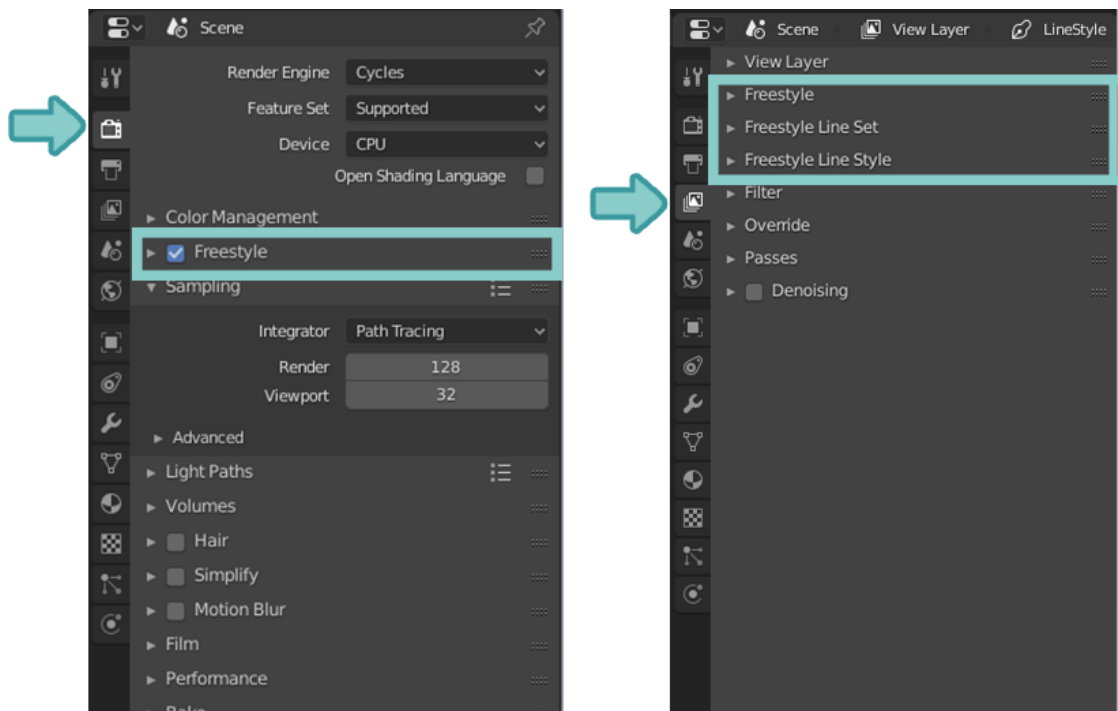 Scene
Render Engine Cycles
Feature Set Supported
Device CPU
Open Shading Language
Color Management
Freestyle
Sampling
Integrator Path Tracing
Render 128
Viewport 32
Advanced
Light Paths
Volumes
Hair
Simplify
Motion Blur
Film
Performance
Scene View Layer LineStyle
View Layer
Freestyle
Freestyle Line Set
Freestyle Line Style
Filter
Override
Passes
Denoising